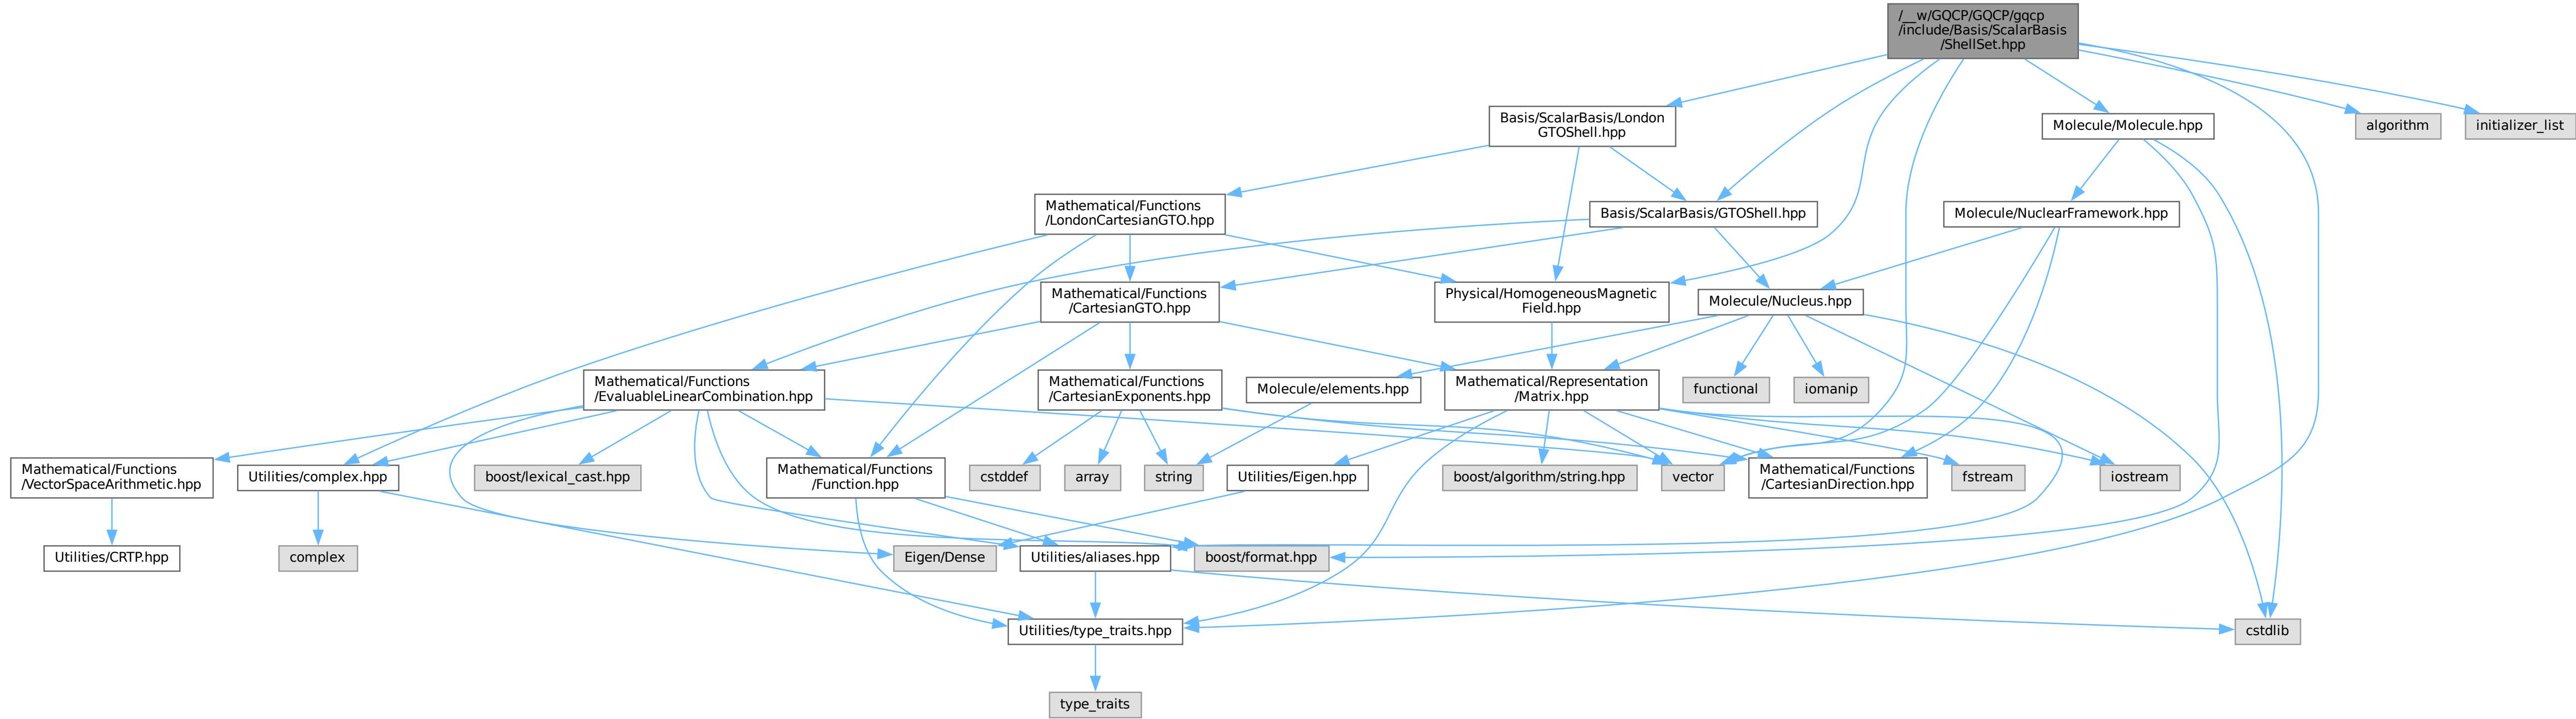 /__w/GQCP/GQCP/gqcp
/include/Basis/ScalarBasis
/ShellSet.hpp
Basis/ScalarBasis/London
GTOShell.hpp
Molecule/Molecule.hpp
algorithm
initializer_list
Mathematical/Functions
/LondonCartesianGTO.hpp
Basis/ScalarBasis/GTOShell.hpp
Molecule/NuclearFramework.hpp
Mathematical/Functions
/CartesianGTO.hpp
Physical/HomogeneousMagnetic
Field.hpp
Molecule/Nucleus.hpp
Mathematical/Functions
/EvaluableLinearCombination.hpp
Mathematical/Functions
/CartesianExponents.hpp
Molecule/elements.hpp
Mathematical/Representation
/Matrix.hpp
functional
iomanip
Mathematical/Functions
/VectorSpaceArithmetic.hpp
Utilities/complex.hpp
boost/lexical_cast.hpp
Mathematical/Functions
/Function.hpp
cstddef
array
string
Utilities/Eigen.hpp
boost/algorithm/string.hpp
vector
Mathematical/Functions
/CartesianDirection.hpp
fstream
iostream
Utilities/CRTP.hpp
complex
Eigen/Dense
Utilities/aliases.hpp
boost/format.hpp
Utilities/type_traits.hpp
cstdlib
type_traits